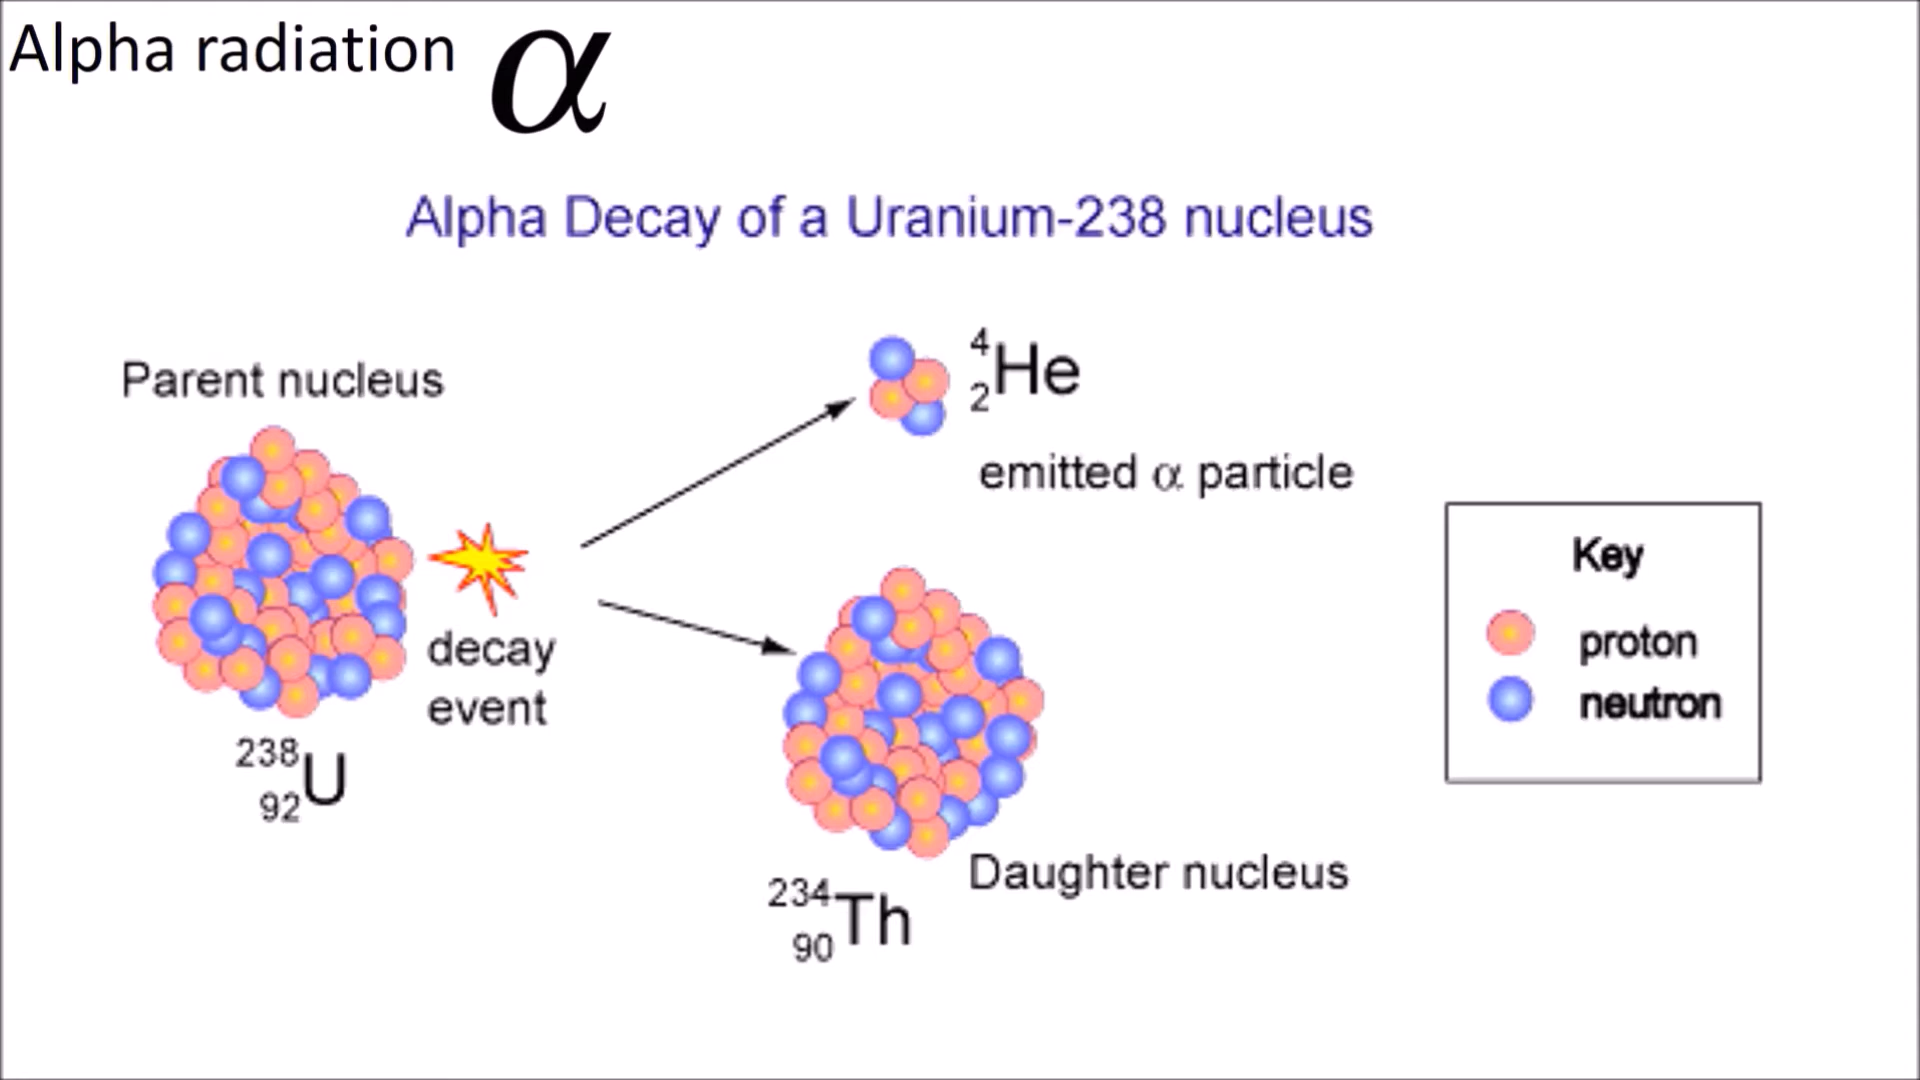 Alpha radiation α
Alpha Decay of a Uranium-238 nucleus
Parent nucleus
238
92U
decay
event
4
2He
emitted α particle
234
90Th
Daughter nucleus
Key
proton
neutron